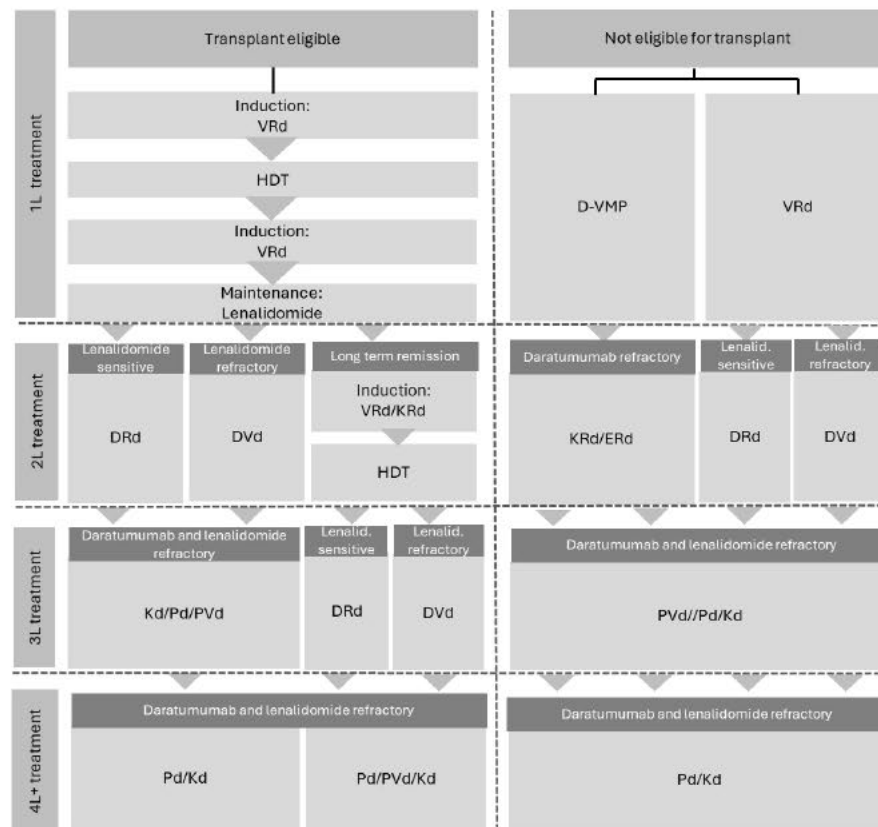 1L treatment
Transplant eligible
Not eligible for transplant
Induction:
VRd
HDT
Induction:
VRd
Maintenance:
Lenalidomide
D-VMP
VRd
2L treatment
Lenalidomide
sensitive
Lenalidomide
refractory
Long term remission
Daratumumab refractory
Lenalid.
sensitive
Lenalid.
refractory
DRd
DVd
Induction:
VRd/KRd
HDT
KRd/ERd
DRd
DVd
3L treatment
Daratumumab and lenalidomide
refractory
Lenalid.
sensitive
Lenalid.
refractory
Daratumumab and lenalidomide refractory
Kd/Pd/PVd
DRd
DVd
PVd//Pd/Kd
4L+ treatment
Daratumumab and lenalidomide refractory
Daratumumab and lenalidomide refractory
Pd/Kd
Pd/PVd/Kd
Pd/Kd